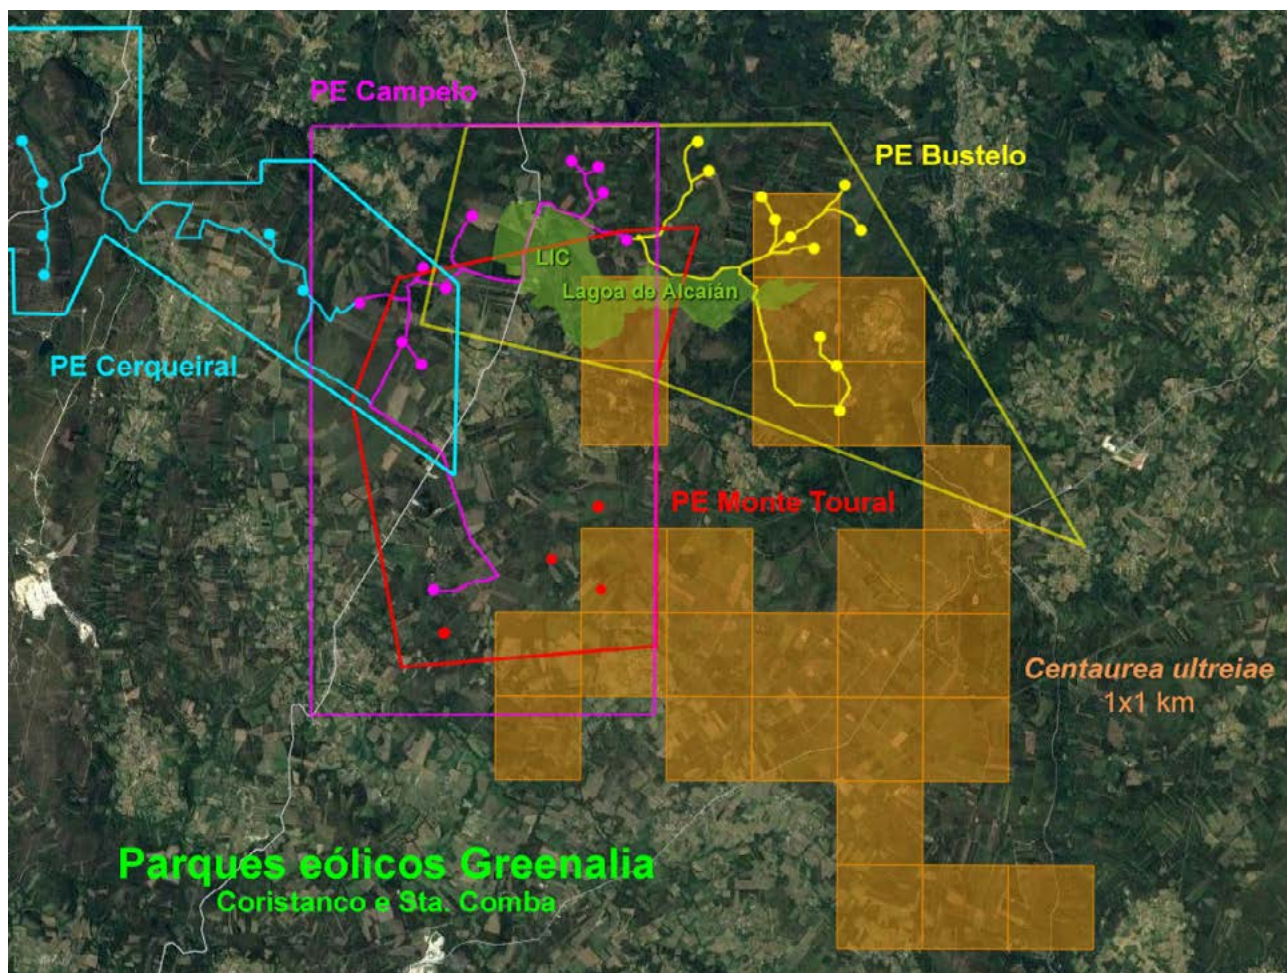 PE Campelo
PE Bustelo
LIC
Lagoa de Alcaián
PE Cerqueiral
PE Monte Toural
Centaurea ultreiae
1x1 km
Parques eólicos Greenalia
Coristanco e Sta. Comba